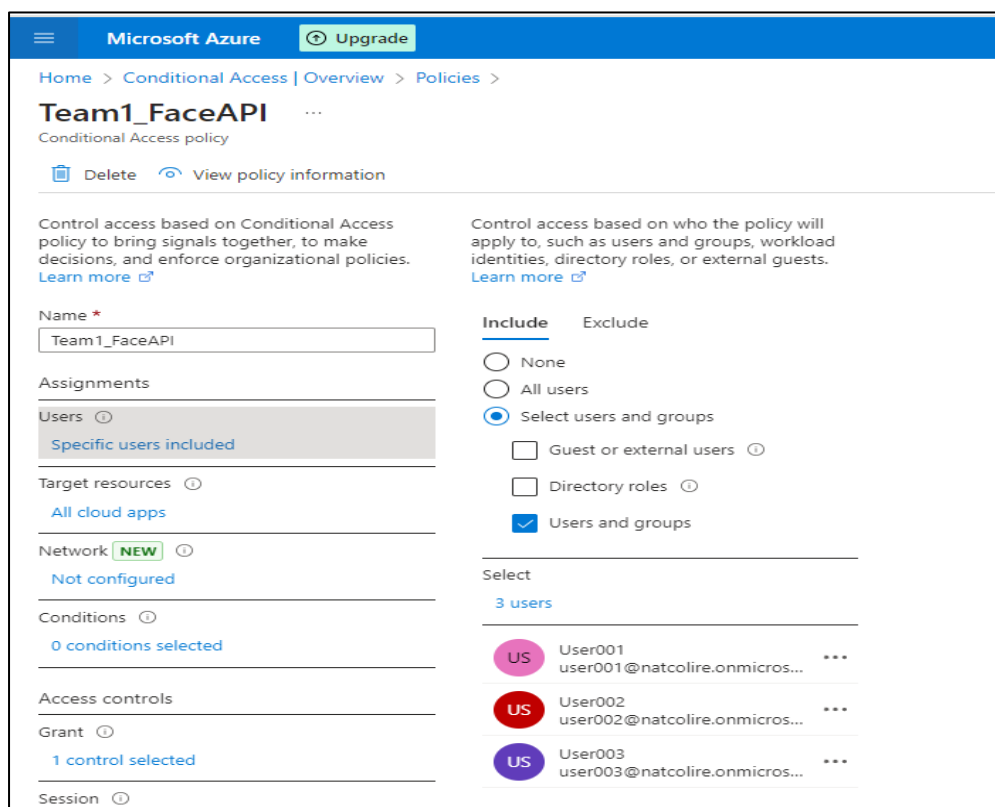 Microsoft Azure
Upgrade
Home > Conditional Access | Overview > Policies >
Team1_FaceAPI ...
Conditional Access policy
Delete View policy information
Control access based on Conditional Access
policy to bring signals together, to make
decisions, and enforce organizational policies.
Learn more
Name *
Team1_FaceAPI
Assignments
Users
Specific users included
Target resources
All cloud apps
Network NEW
Not configured
Conditions
0 conditions selected
Access controls
Grant
1 control selected
Session
Control access based on who the policy will
apply to, such as users and groups, workload
identities, directory roles, or external guests.
Learn more
Include Exclude
None
All users
Select users and groups
Guest or external users
Directory roles
Users and groups
Select
3 users
US
User001
user001@natcolire.onmicros...
US
User002
user002@natcolire.onmicros...
US
User003
user003@natcolire.onmicros...